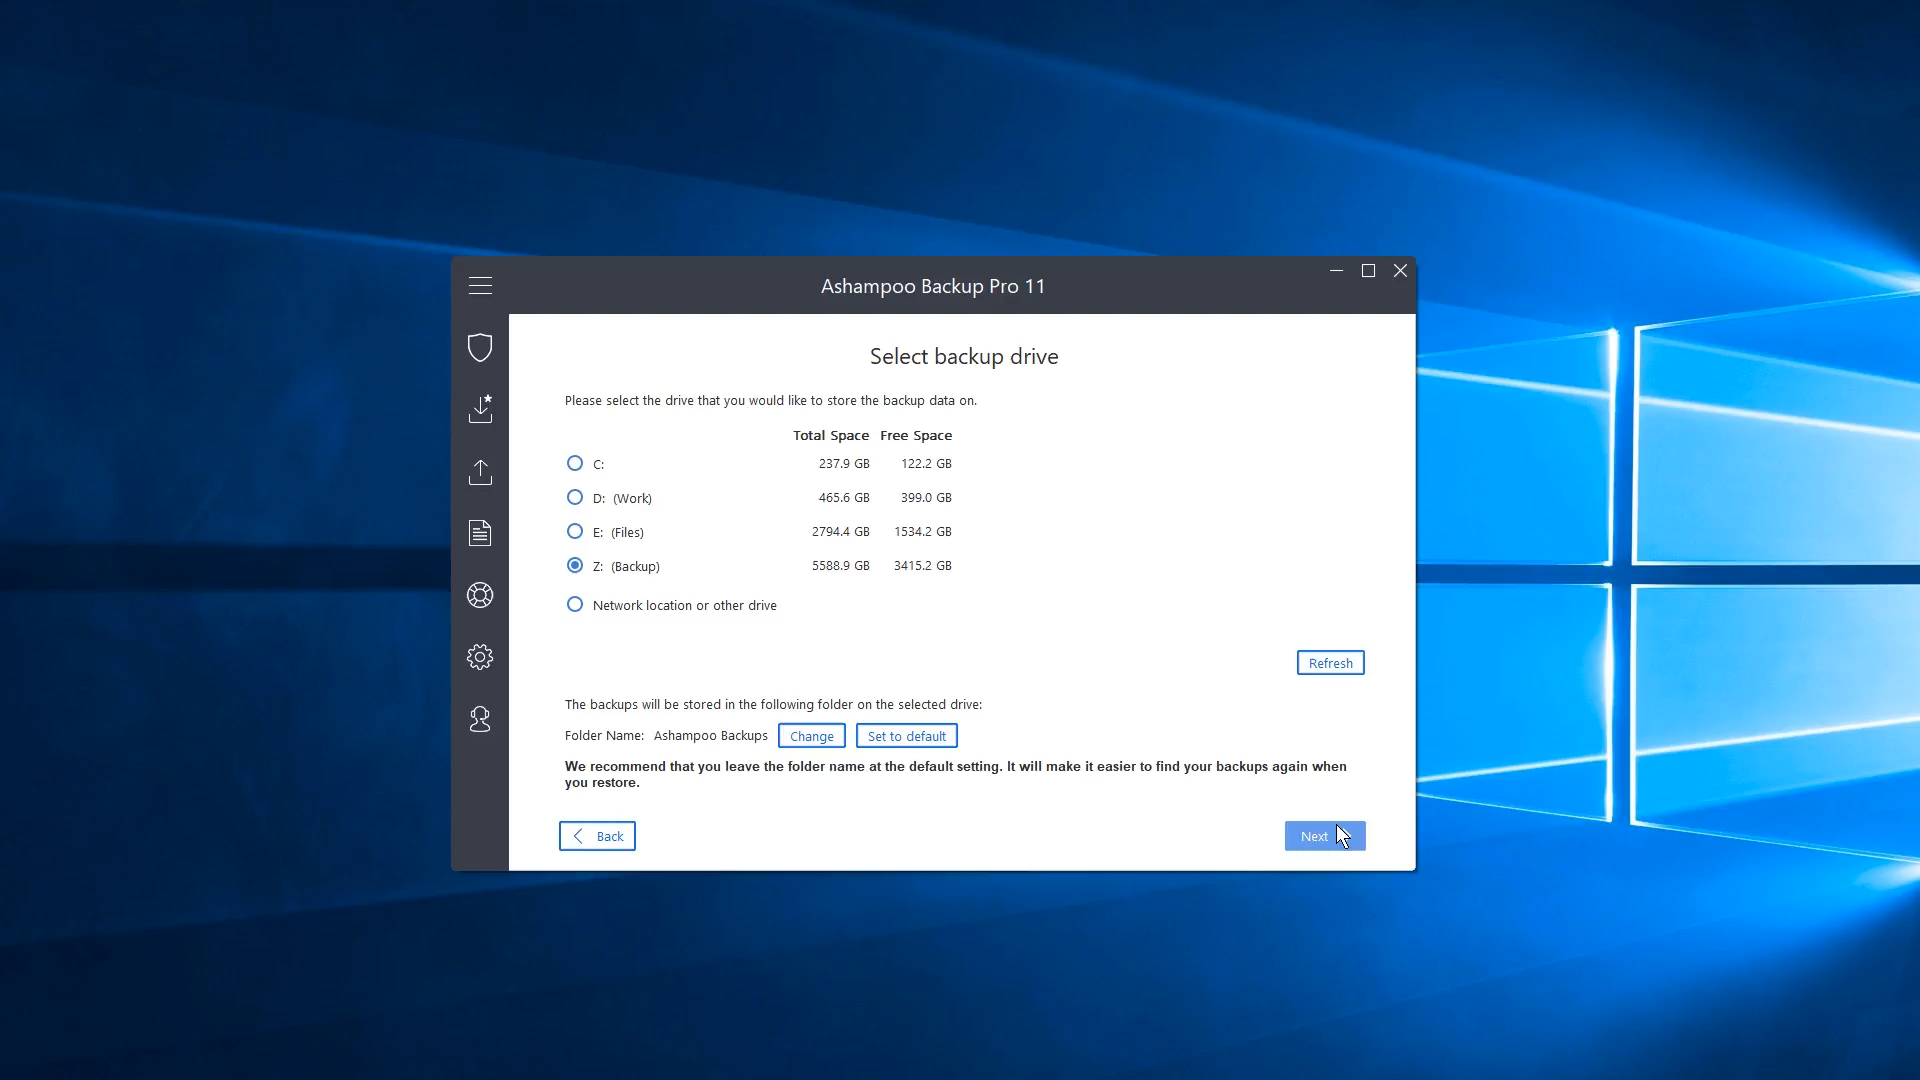 Ashampoo Backup Pro 11
Select backup drive
Please select the drive that you would like to store the backup data on.
Total Space Free Space
C: 237.9 GB 122.2 GB
D: (Work) 465.6 GB 399.0 GB
E: (Files) 2794.4 GB 1534.2 GB
Z: (Backup) 5588.9 GB 3415.2 GB
Network location or other drive
Refresh
The backups will be stored in the following folder on the selected drive:
Folder Name: Ashampoo Backups Change Set to default
We recommend that you leave the folder name at the default setting. It will make it easier to find your backups again when
you restore.
Back Next